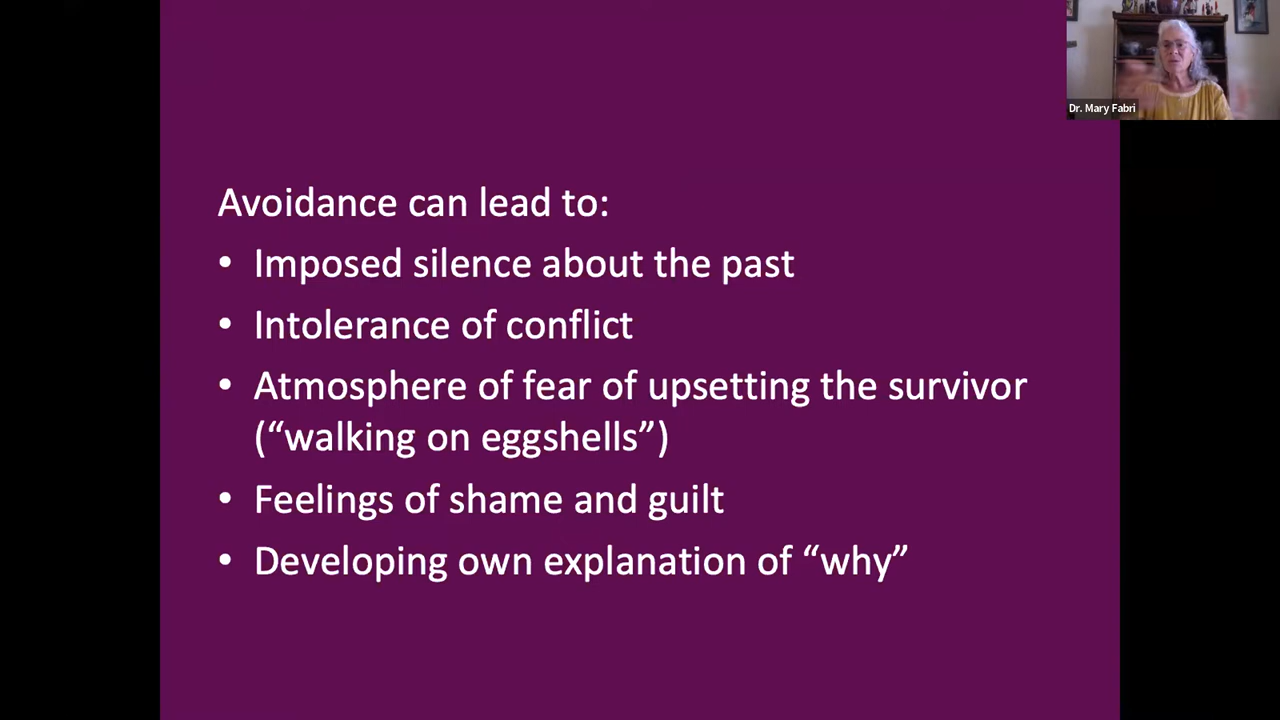 Dr. Mary Fabri
Avoidance can lead to:
• Imposed silence about the past
• Intolerance of conflict
• Atmosphere of fear of upsetting the survivor
(“walking on eggshells”)
• Feelings of shame and guilt
• Developing own explanation of “why”